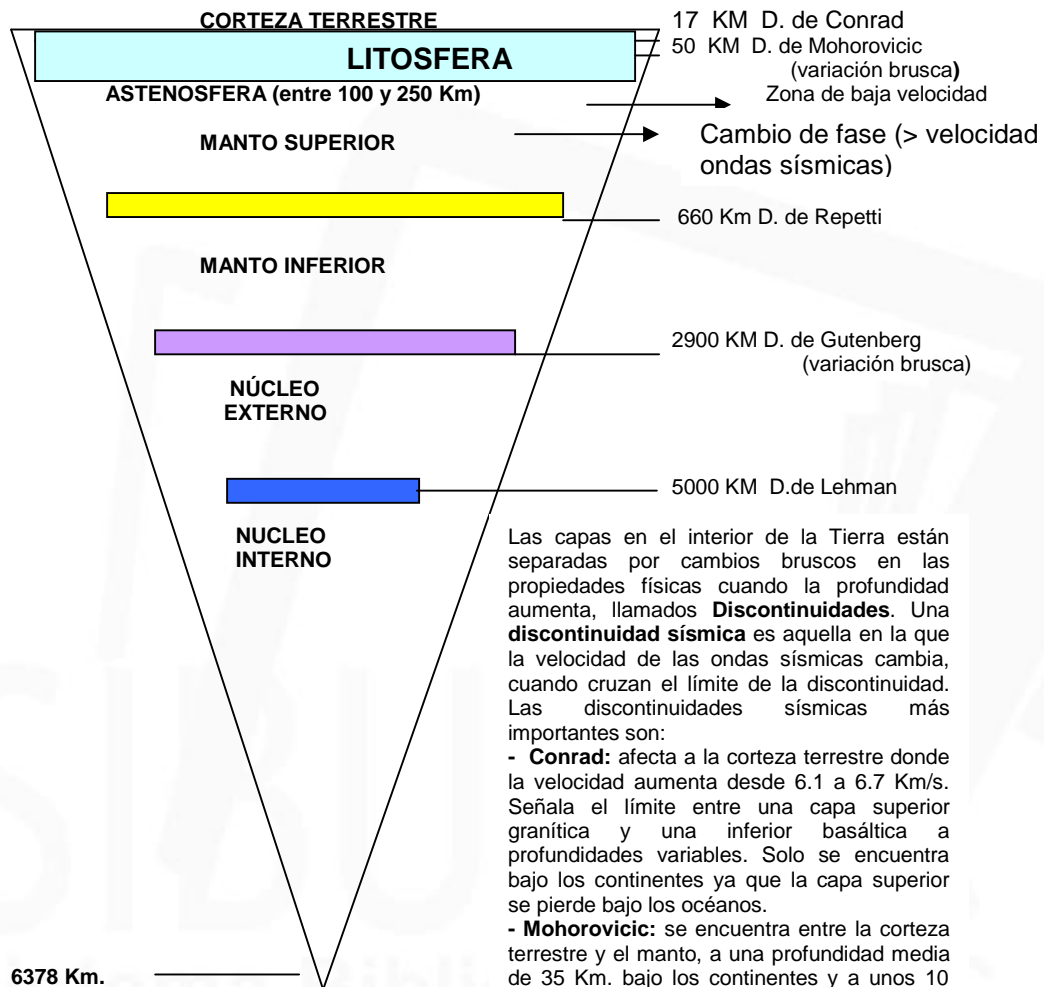 CORTEZA TERRESTRE
17 KM D. de Conrad
50 KM D. de Mohorovicic
(variación brusca)
LITOSFERA
ASTENOSFERA (entre 100 y 250 Km)
Zona de baja velocidad
MANTO SUPERIOR
Cambio de fase (> velocidad
ondas sísmicas)
660 Km D. de Repetti
MANTO INFERIOR
2900 KM D. de Gutenberg
(variación brusca)
NÚCLEO
EXTERNO
5000 KM D.de Lehman
NUCLEO
INTERNO
Las capas en el interior de la Tierra están
separadas por cambios bruscos en las
propiedades físicas cuando la profundidad
aumenta, llamados Discontinuidades. Una
discontinuidad sísmica es aquella en la que
la velocidad de las ondas sísmicas cambia,
cuando cruzan el límite de la discontinuidad.
Las discontinuidades sísmicas más
importantes son:
- Conrad: afecta a la corteza terrestre donde
la velocidad aumenta desde 6.1 a 6.7 Km/s.
Señala el límite entre una capa superior
granítica y una inferior basáltica a
profundidades variables. Solo se encuentra
bajo los continentes ya que la capa superior
se pierde bajo los océanos.
- Mohorovicic: se encuentra entre la corteza
terrestre y el manto, a una profundidad media
de 35 Km. bajo los continentes y a unos 10
6378 Km.